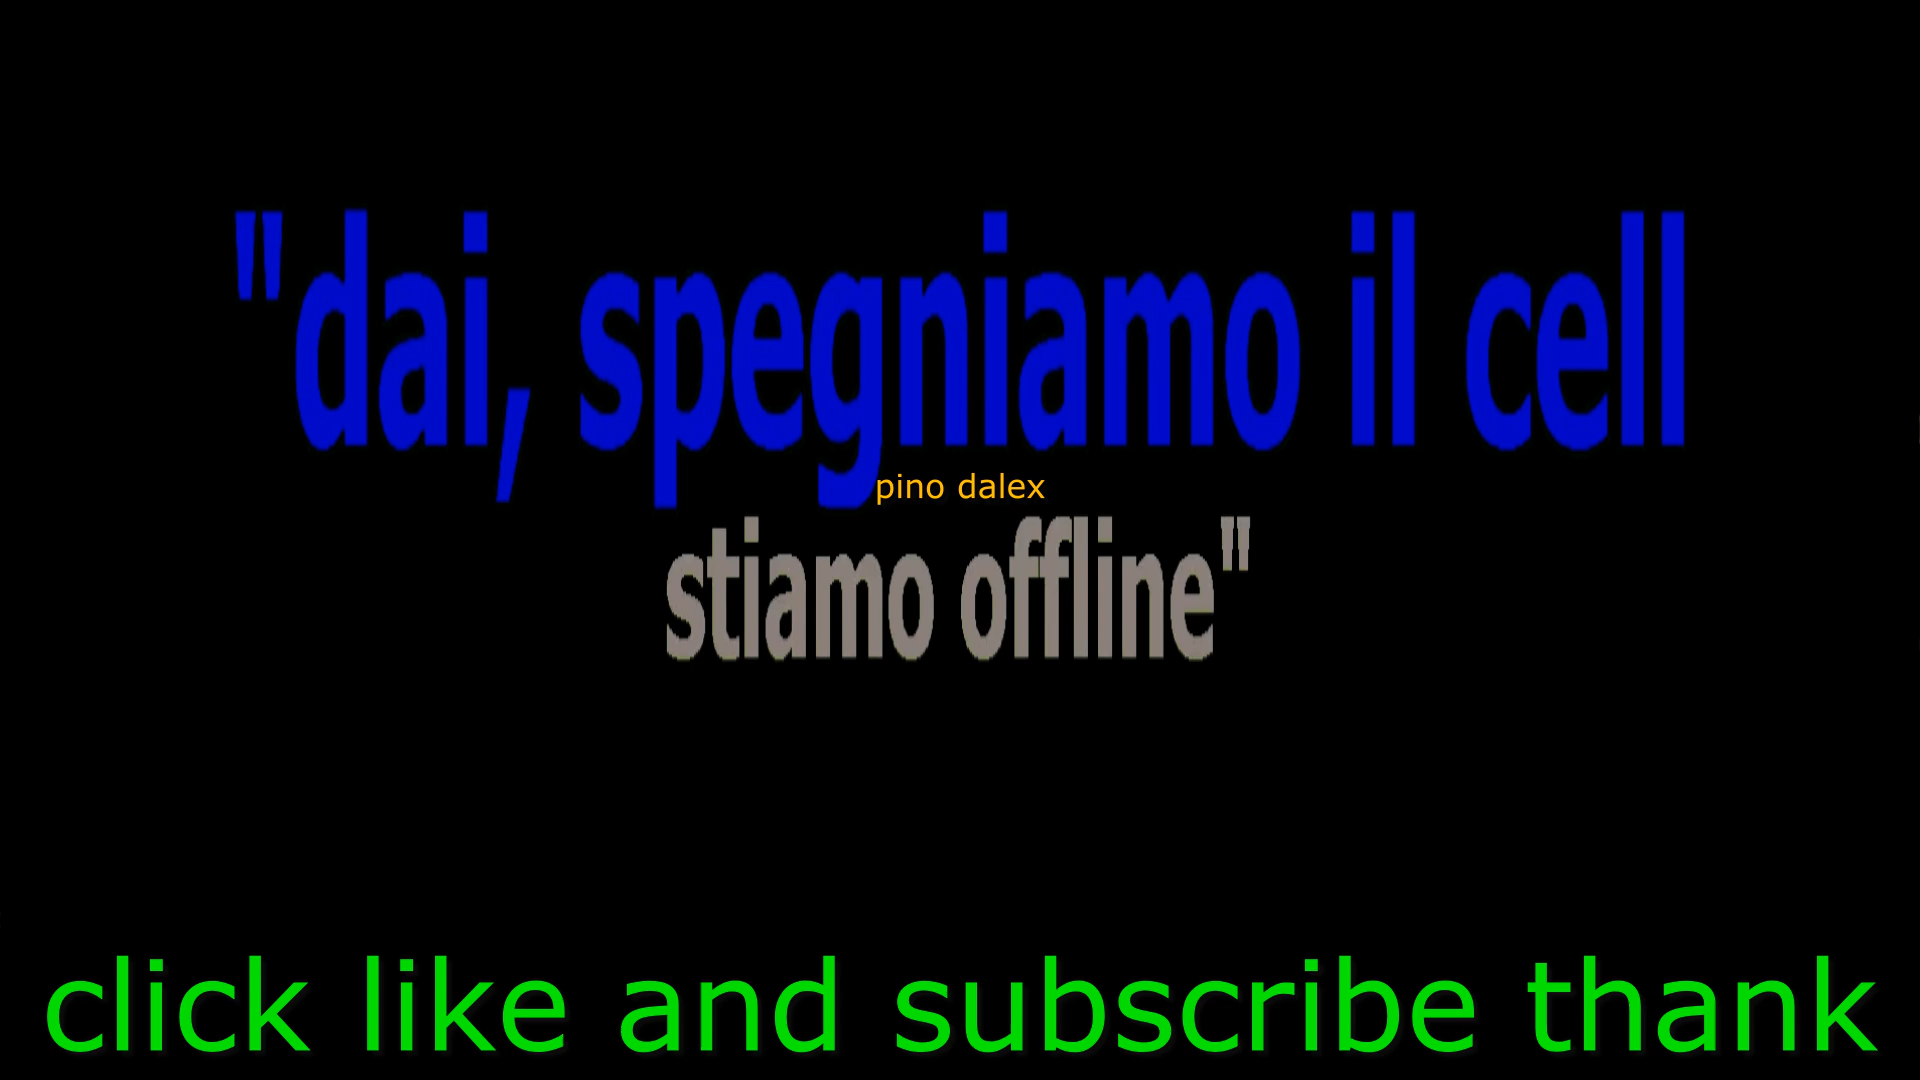 "dai, spegniamo il cell
pino dalex
stiamo offline"
click like and subscribe thank